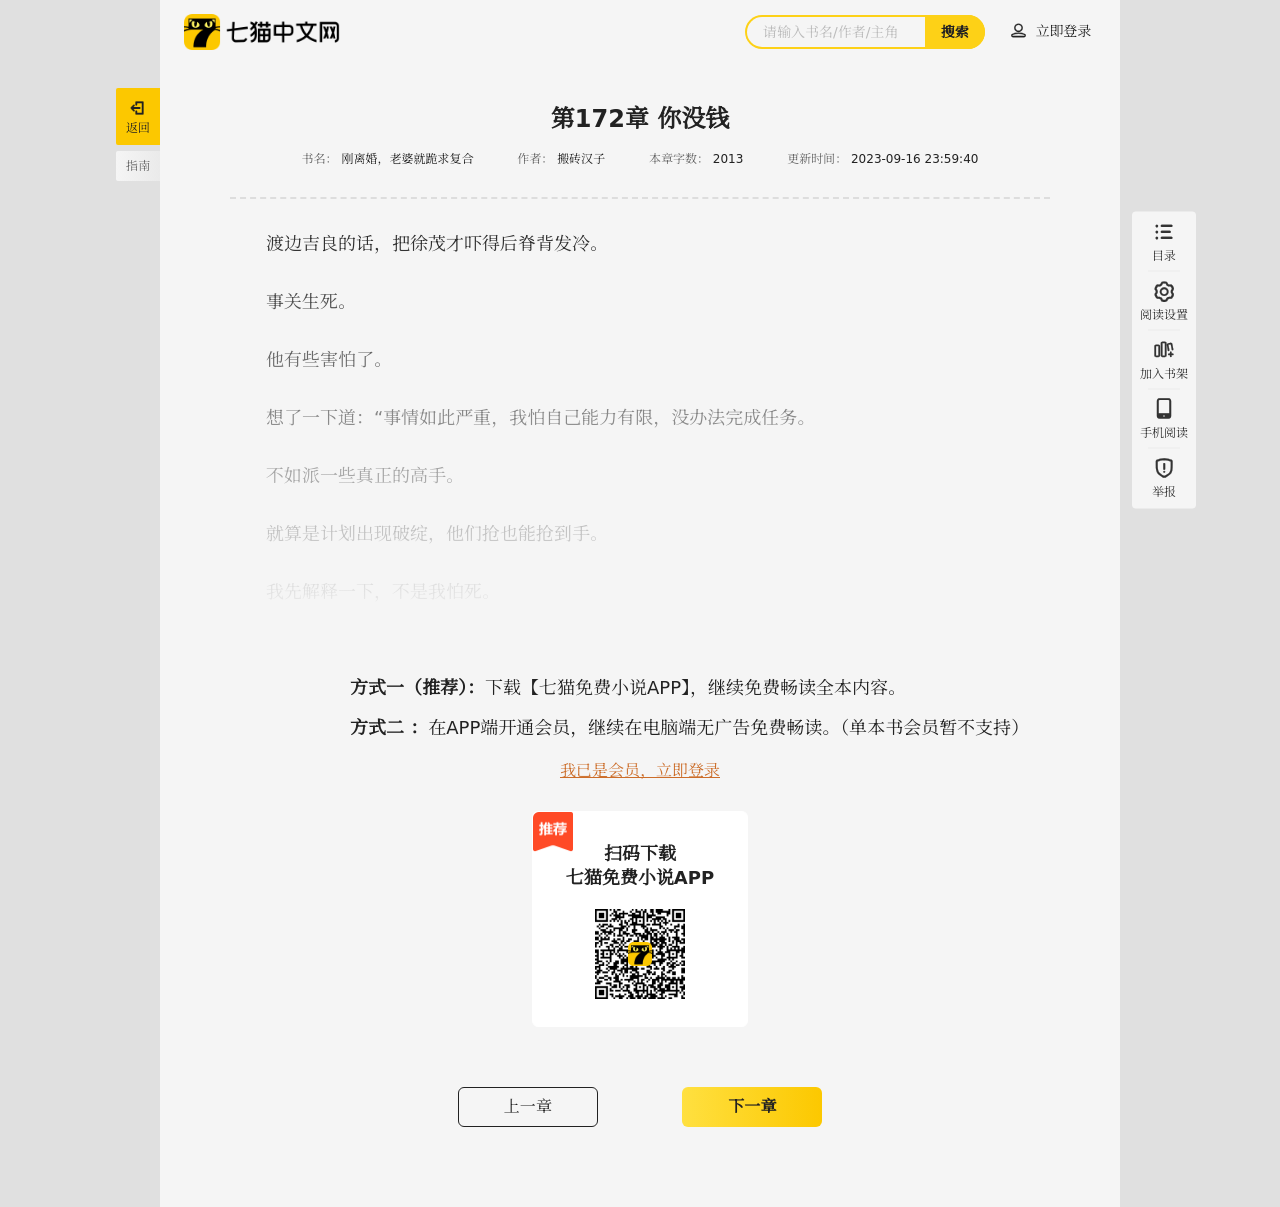 七猫中文网
请输入书名/作者/主角
搜索
立即登录
返回
指南
第172章 你没钱
书名： 刚离婚，老婆就跪求复合 作者： 搬砖汉子 本章字数： 2013 更新时间： 2023-09-16 23:59:40
渡边吉良的话，把徐茂才吓得后脊背发冷。
事关生死。
他有些害怕了。
想了一下道：“事情如此严重，我怕自己能力有限，没办法完成任务。
不如派一些真正的高手。
就算是计划出现破绽，他们抢也能抢到手。
我先解释一下，不是我怕死。
目录
阅读设置
加入书架
手机阅读
举报
方式一（推荐）：下载【七猫免费小说APP】，继续免费畅读全本内容。
方式二 ：在APP端开通会员，继续在电脑端无广告免费畅读。（单本书会员暂不支持）
我已是会员，立即登录
推荐
扫码下载
七猫免费小说APP
上一章
下一章